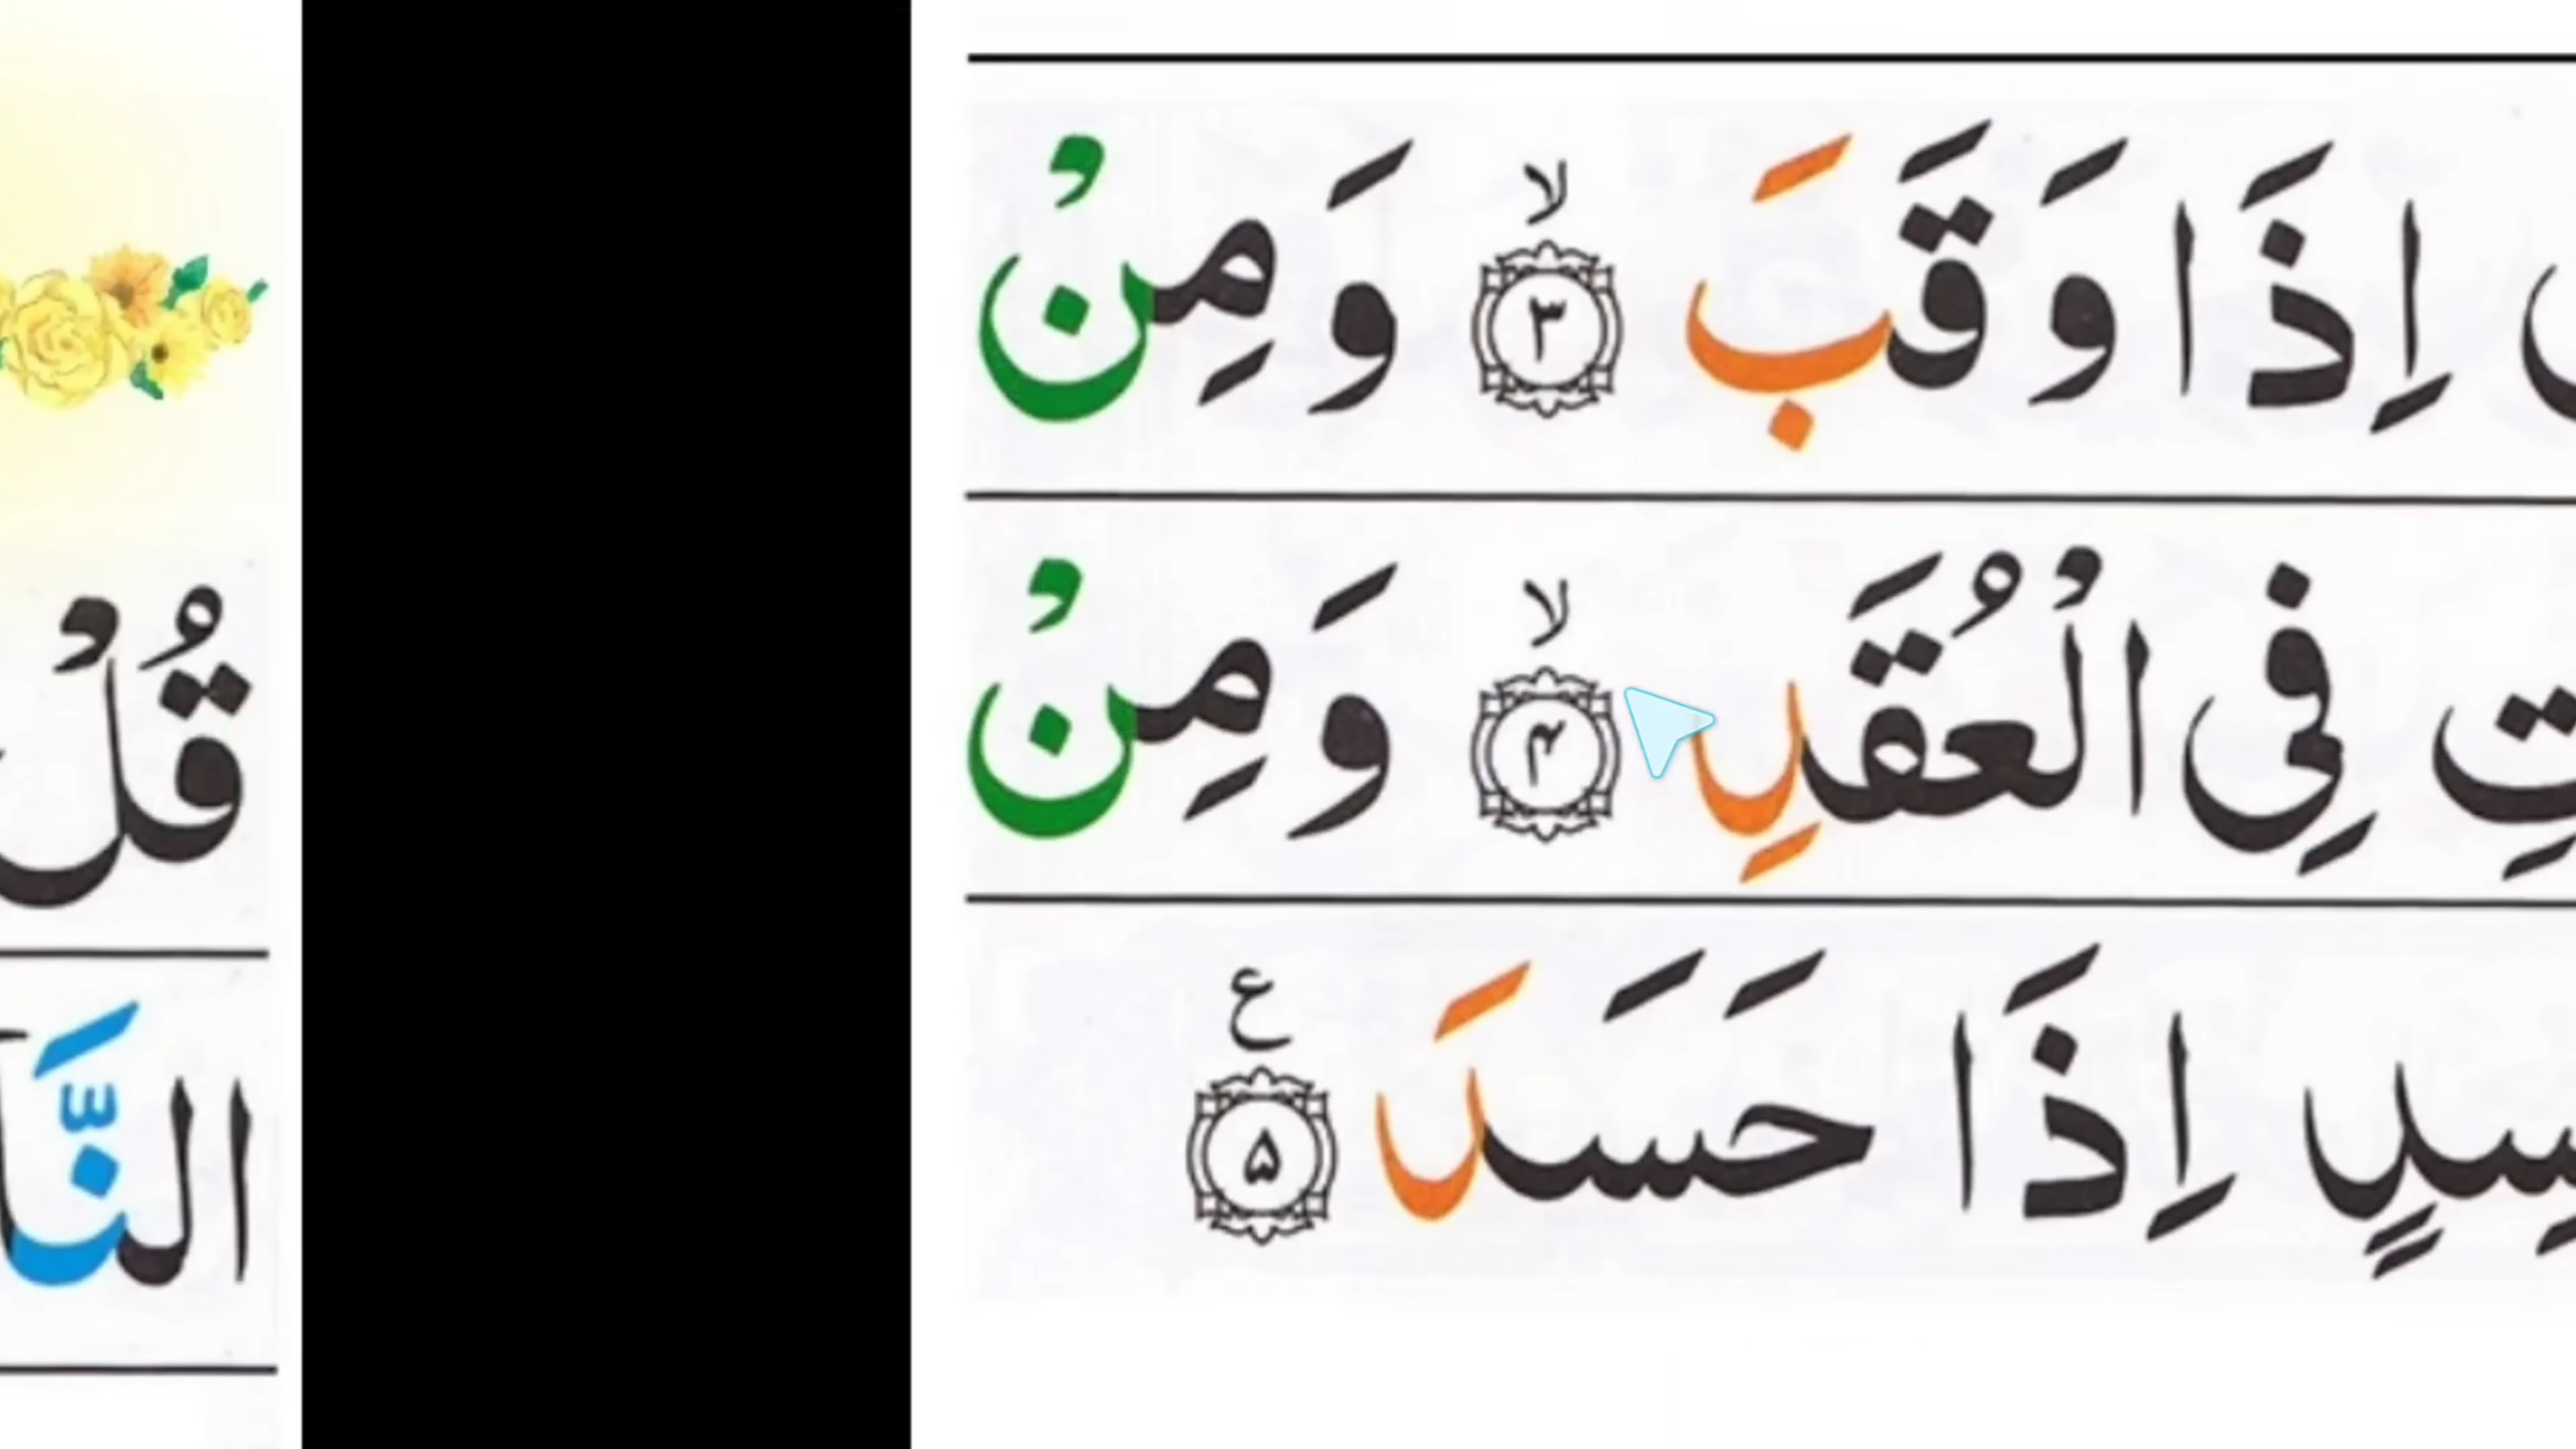 اِذَا وَقَبَ ۙ۳ وَمِنْ
فِى الْعُقَدِ ۙ۴ وَمِنْ
اِذَا حَسَدَ ۵ ع
قُلْ